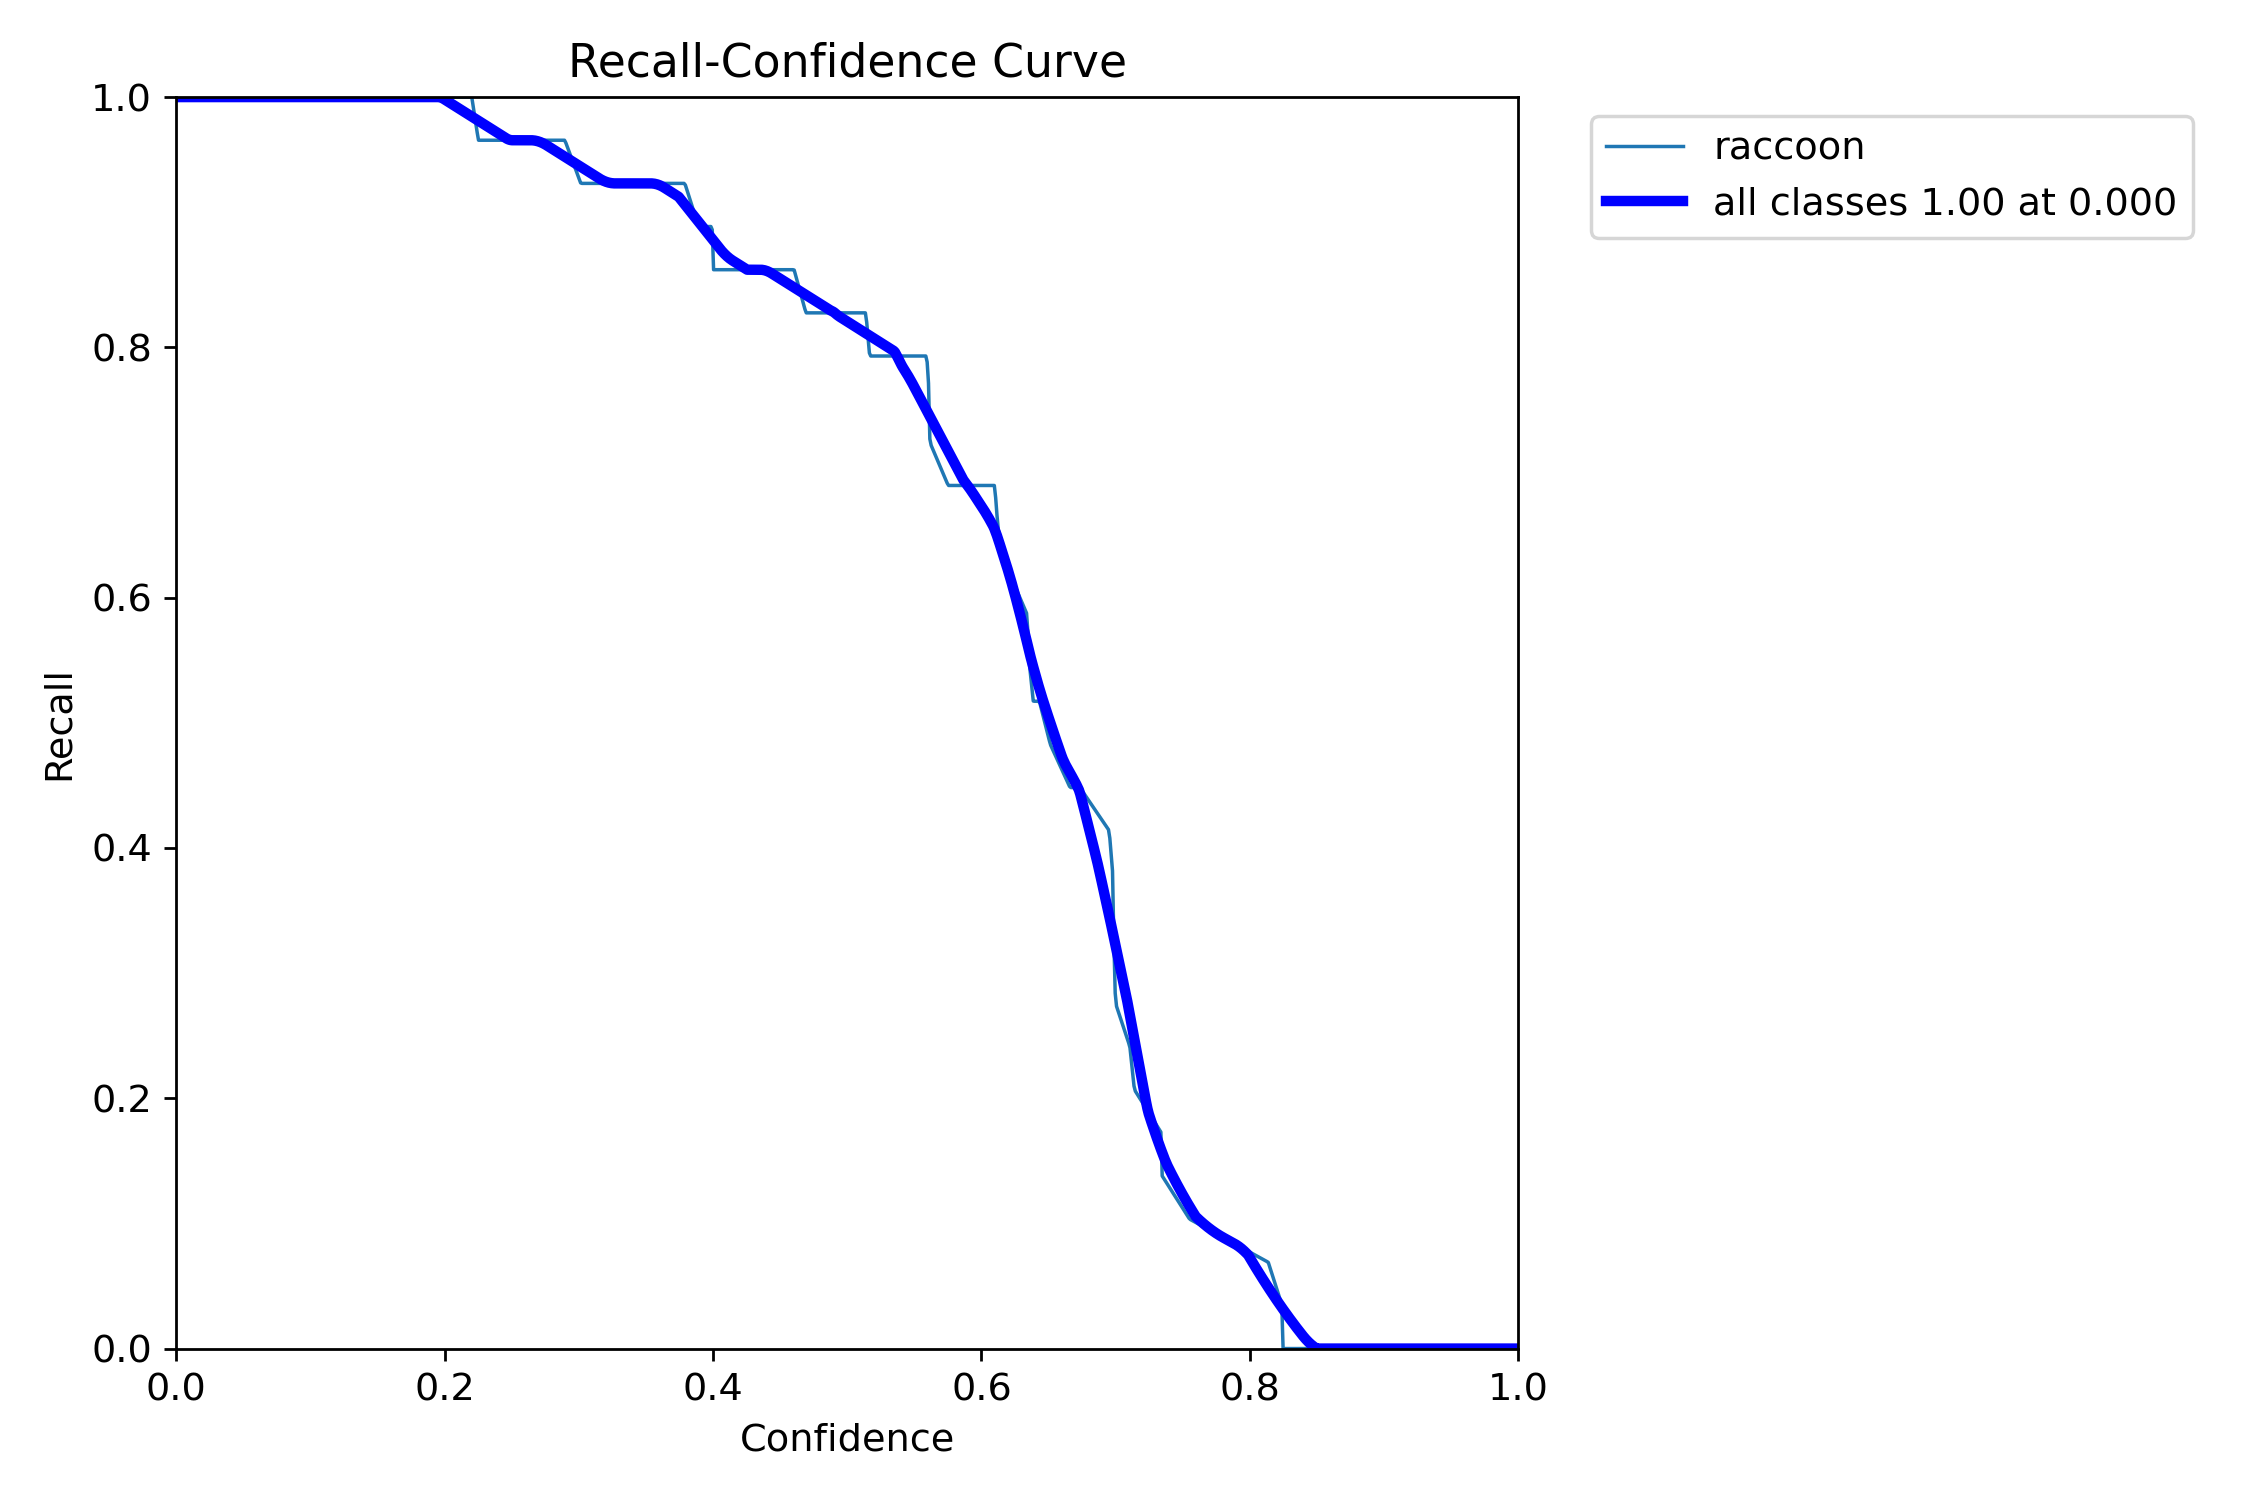 Recall-Confidence Curve
1.0
0.8
0.6
0.4
0.2
0.0
Recall
0.0 0.2 0.4 0.6 0.8 1.0
Confidence
raccoon
all classes 1.00 at 0.000